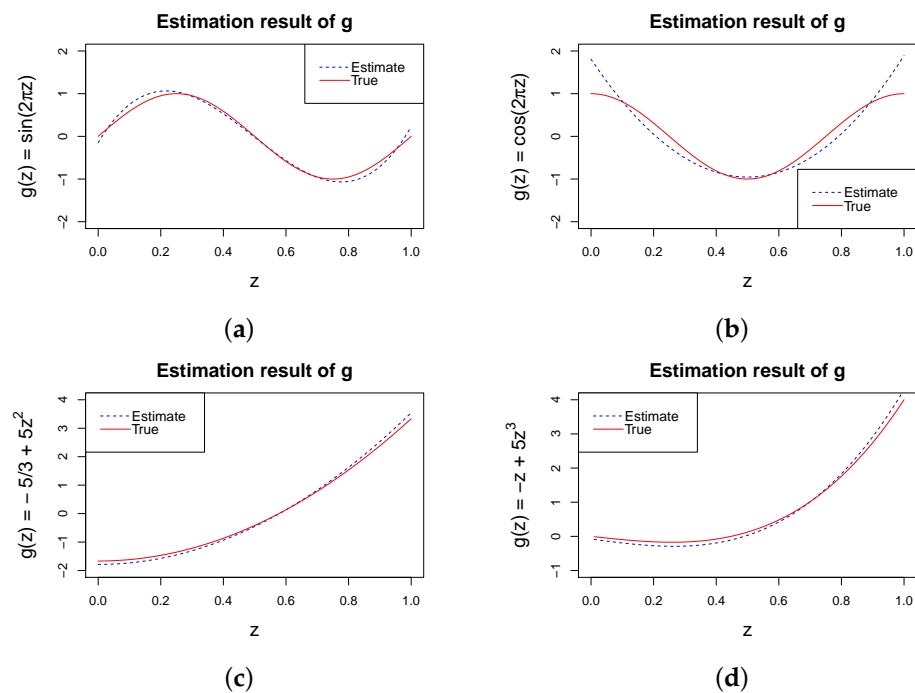 Estimation result of g
g(z) = sin(2πz)
2
1
0
-1
-2
Estimate
True
0.0 0.2 0.4 0.6 0.8 1.0
z
(a)
Estimation result of g
g(z) = cos(2πz)
2
1
0
-1
-2
Estimate
True
0.0 0.2 0.4 0.6 0.8 1.0
z
(b)
Estimation result of g
g(z) = − 5/3 + 5z²
4
3
2
1
0
-1
-2
Estimate
True
0.0 0.2 0.4 0.6 0.8 1.0
z
(c)
Estimation result of g
g(z) = −z + 5z³
4
3
2
1
0
-1
Estimate
True
0.0 0.2 0.4 0.6 0.8 1.0
z
(d)